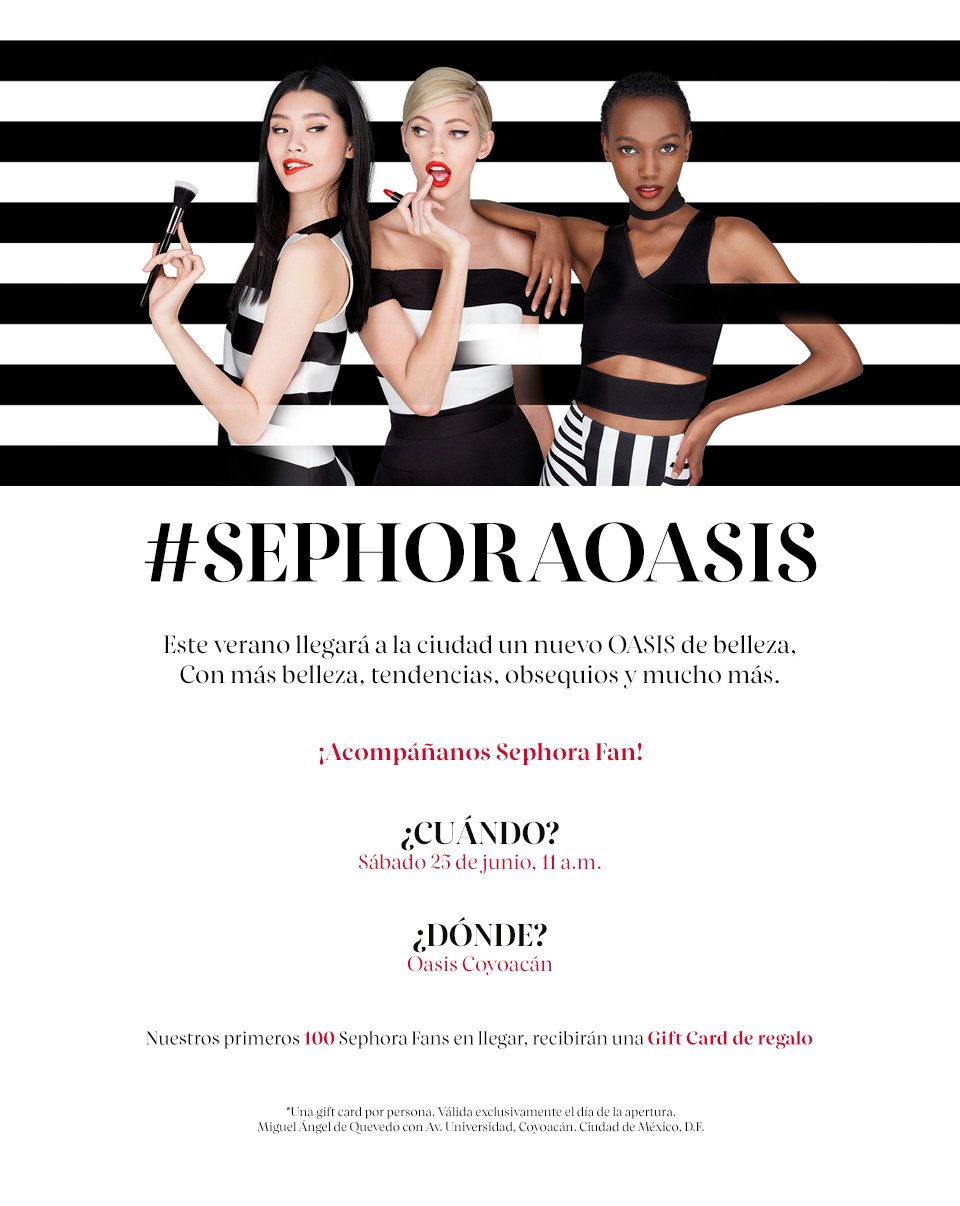 #SEPHORAOASIS
Este verano llegará a la ciudad un nuevo OASIS de belleza,
Con más belleza, tendencias, obsequios y mucho más.
¡Acompáñanos Sephora Fan!
¿CUÁNDO?
Sábado 25 de junio, 11 a.m.
¿DÓNDE?
Oasis Coyoacán
Nuestros primeros 100 Sephora Fans en llegar, recibirán una Gift Card de regalo
*Una gift card por persona. Válida exclusivamente el día de la apertura.
Miguel Ángel de Quevedo con Av. Universidad, Coyoacán. Ciudad de México, D.F.